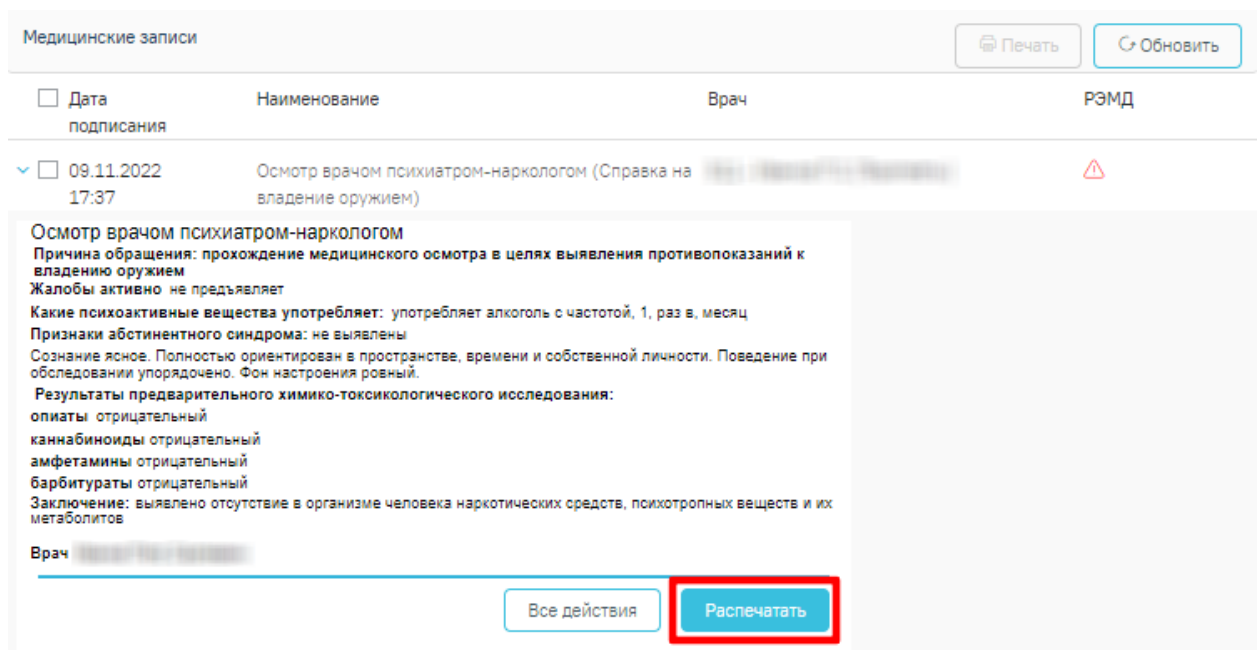 Медицинские записи
Печать
Обновить
Дата
подписания
Наименование
Врач
РЭМД
09.11.2022
17:37
Осмотр врачом психиатром-наркологом (Справка на
владение оружием)
Осмотр врачом психиатром-наркологом
Причина обращения: прохождение медицинского осмотра в целях выявления противопоказаний к
владению оружием
Жалобы активно не предъявляет
Какие психоактивные вещества употребляет: употребляет алкоголь с частотой, 1, раз в, месяц
Признаки абстинентного синдрома: не выявлены
Сознание ясное. Полностью ориентирован в пространстве, времени и собственной личности. Поведение при
обследовании упорядочено. Фон настроения ровный.
Результаты предварительного химико-токсикологического исследования:
опиаты отрицательный
каннабиноиды отрицательный
амфетамины отрицательный
барбитураты отрицательный
Заключение: выявлено отсутствие в организме человека наркотических средств, психотропных веществ и их
метаболитов
Врач
Все действия
Распечатать